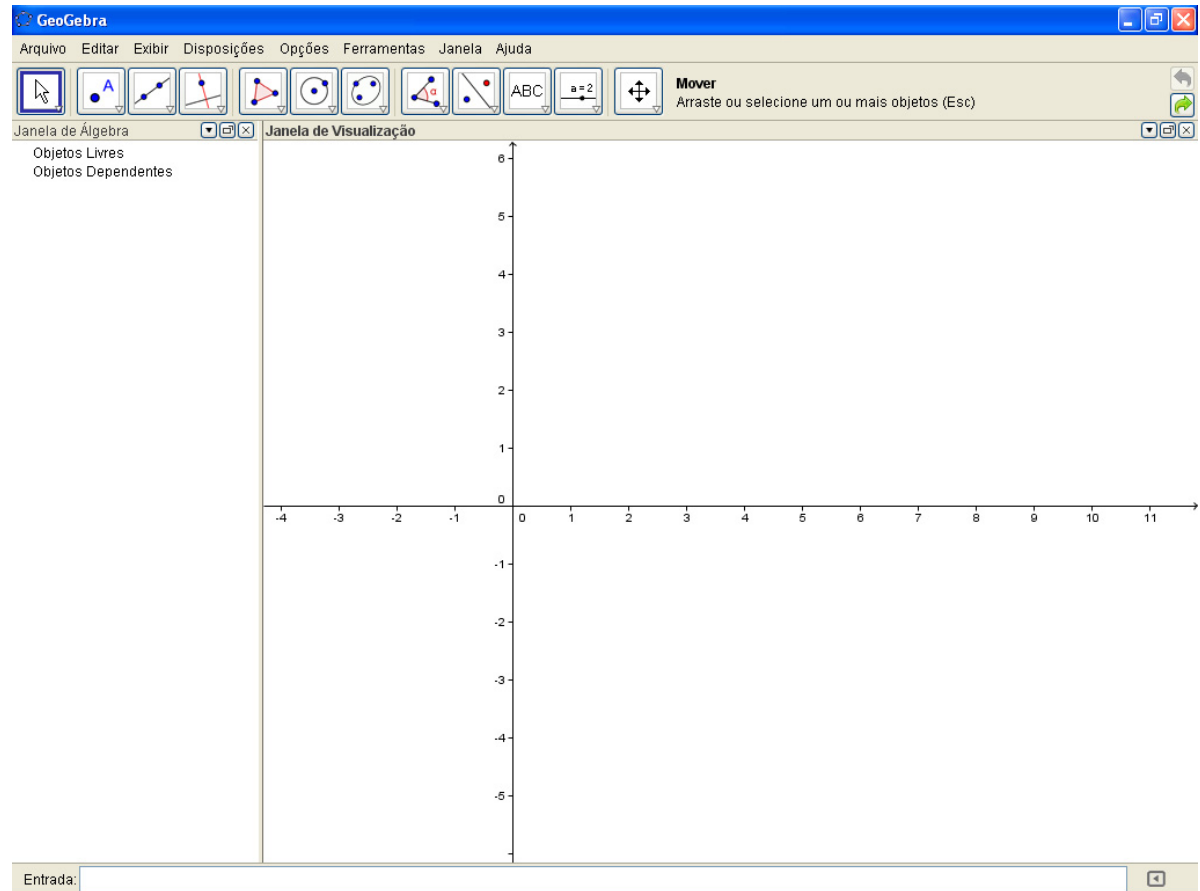 GeoGebra
Arquivo Editar Exibir Disposições Opções Ferramentas Janela Ajuda
A
α
ABC
a=2
Mover
Arraste ou selecione um ou mais objetos (Esc)
Janela de Álgebra
Janela de Visualização
Objetos Livres
Objetos Dependentes
6
5
4
3
2
1
0
-4 -3 -2 -1 0 1 2 3 4 5 6 7 8 9 10 11
-1
-2
-3
-4
-5
Entrada: